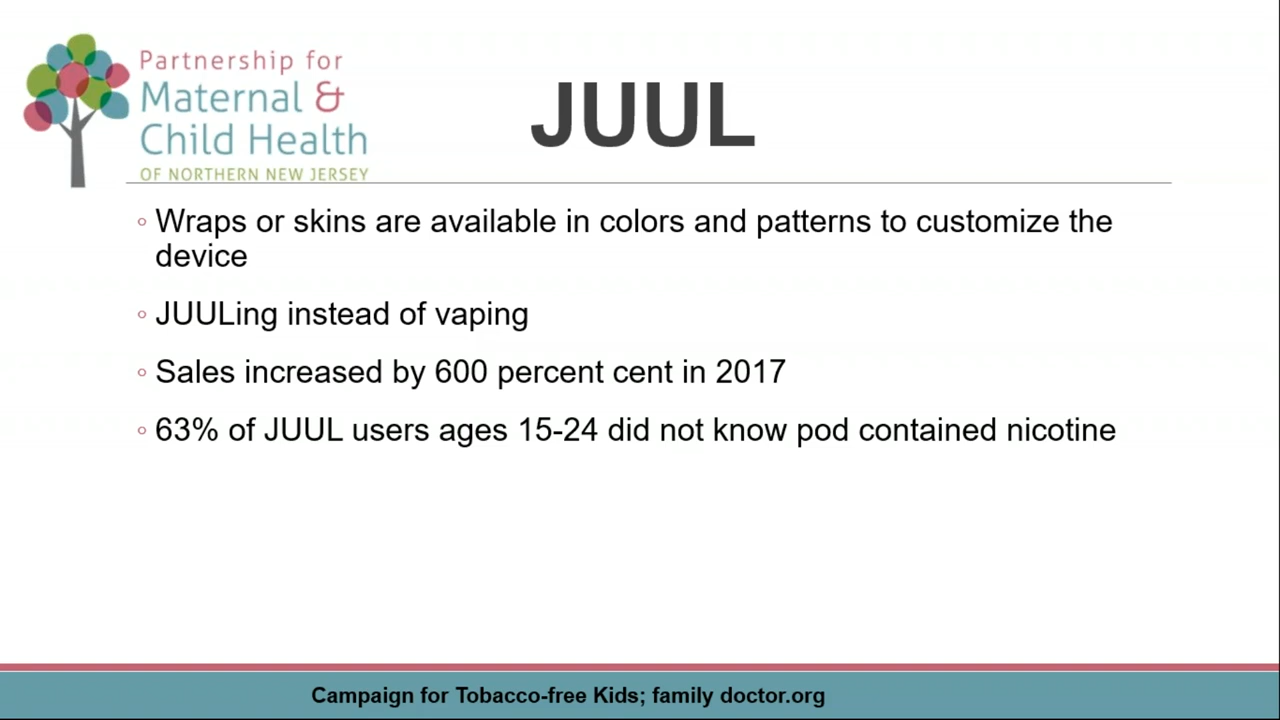 Partnership for
Maternal &
Child Health
OF NORTHERN NEW JERSEY
JUUL
◦ Wraps or skins are available in colors and patterns to customize the
device
◦ JUULing instead of vaping
◦ Sales increased by 600 percent cent in 2017
◦ 63% of JUUL users ages 15-24 did not know pod contained nicotine
Campaign for Tobacco-free Kids; family doctor.org